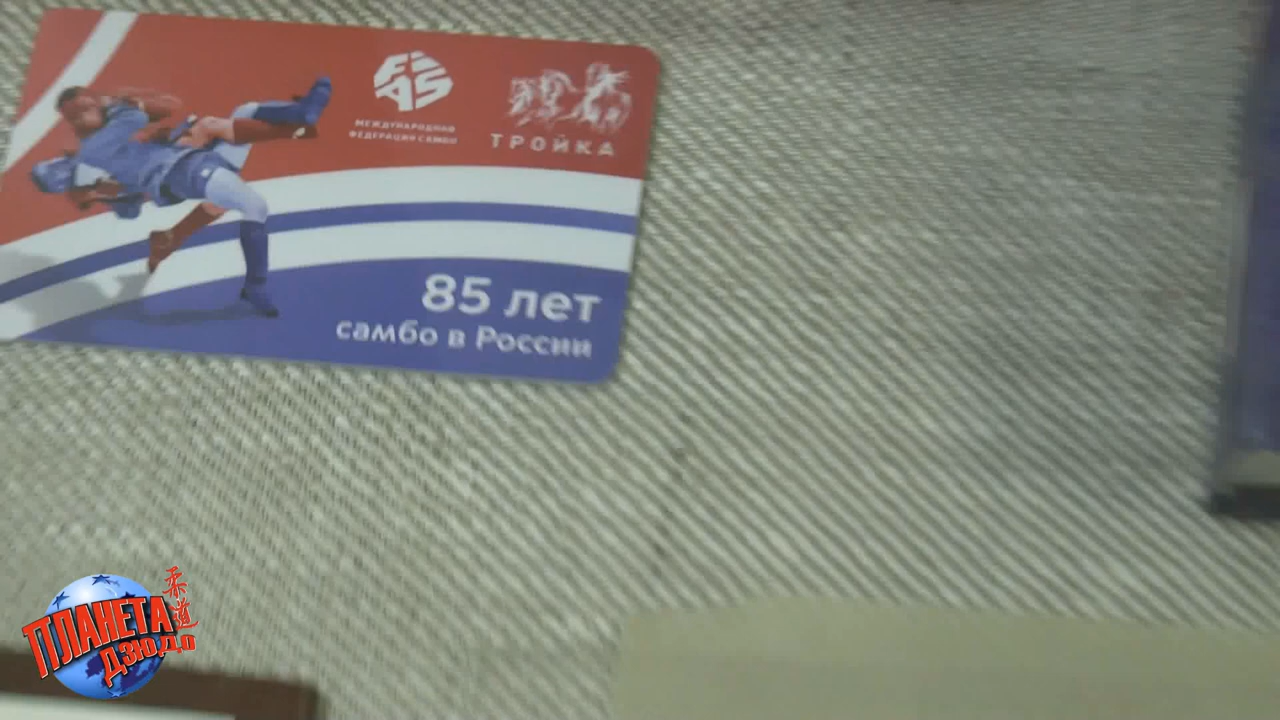 FIAS
МЕЖДУНАРОДНАЯ
ФЕДЕРАЦИЯ САМБО
ТРОЙКА
85 лет
самбо в России
ПЛАНЕТА
ДЗЮДО
柔道